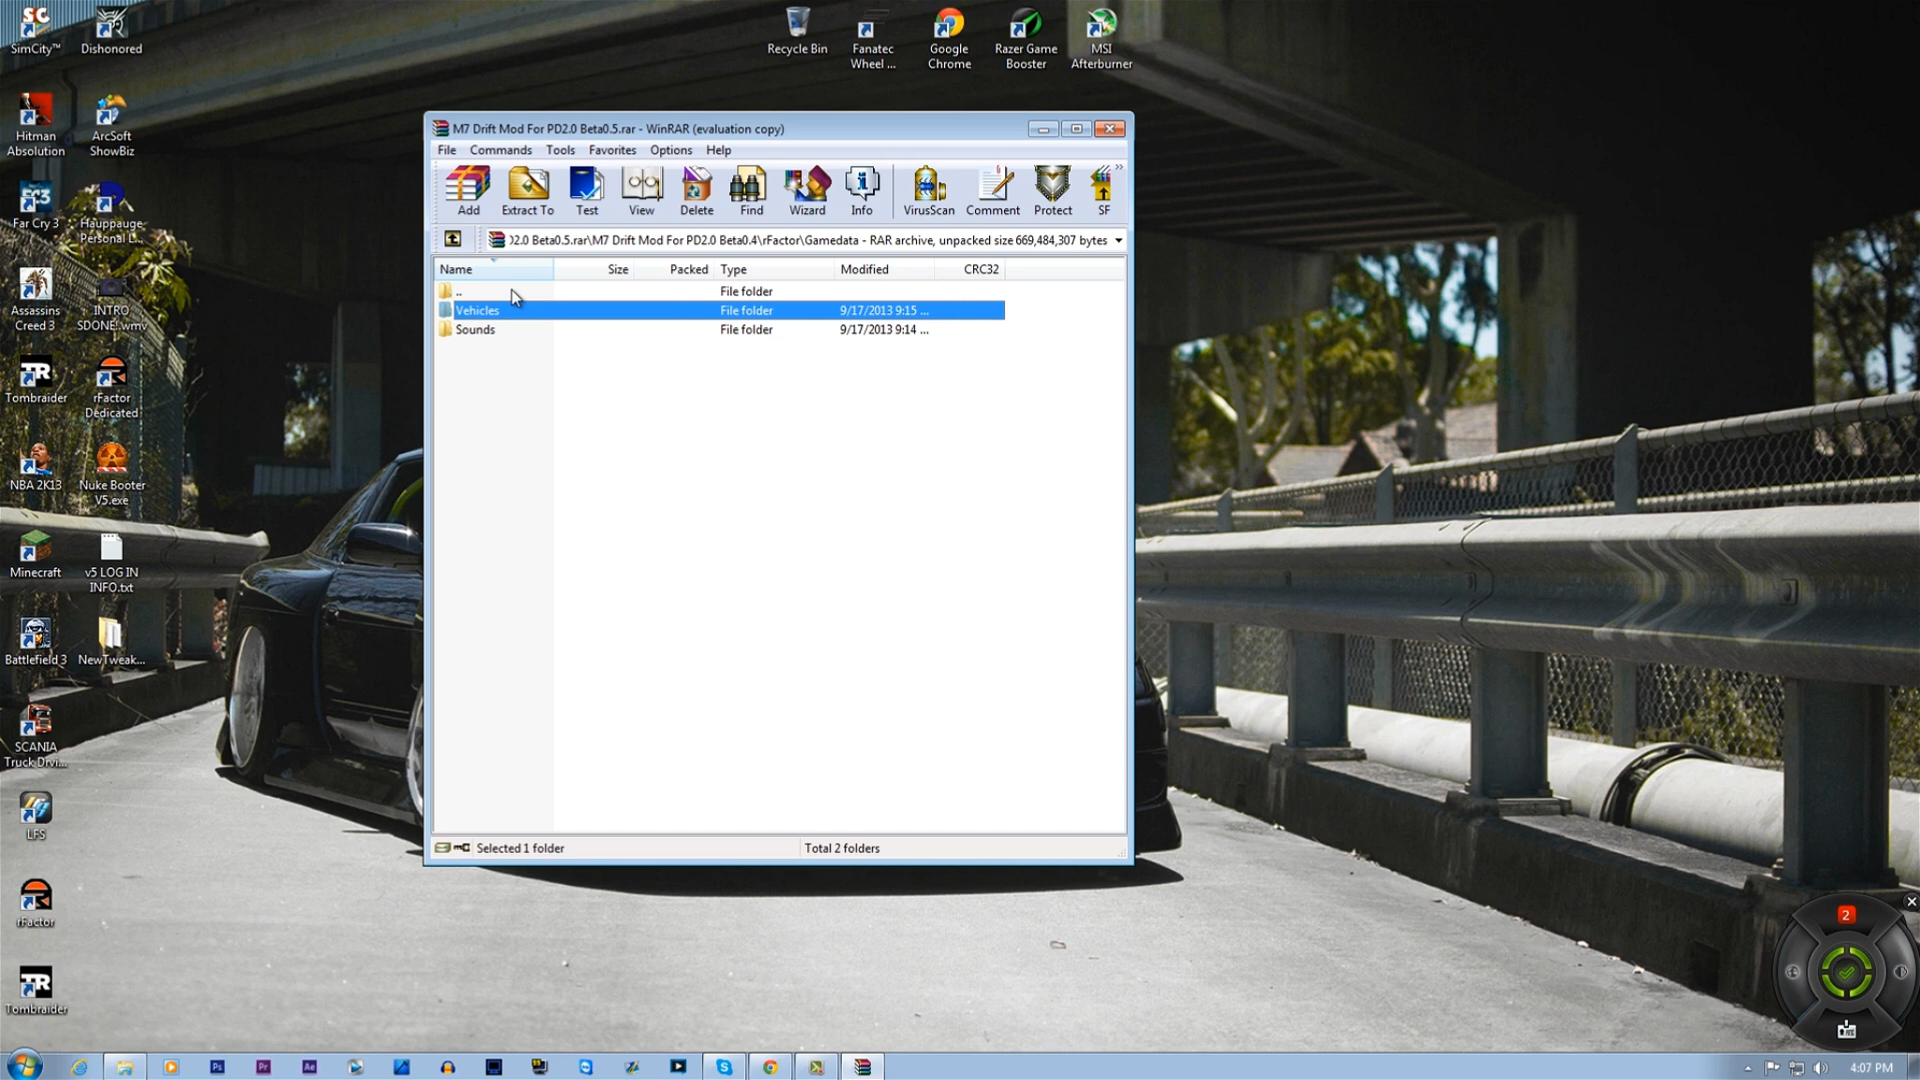 SimCity™
Dishonored
Recycle Bin
Fanatec
Wheel ...
Google
Chrome
Razer Game
Booster
MSI
Afterburner
Hitman
Absolution
ArcSoft
ShowBiz
Far Cry 3
Hauppauge
Personal L...
Assassins
Creed 3
INTRO
SDONE!.wmv
Tombraider
rFactor
Dedicated
NBA 2K13
Nuke Booter
V5.exe
Minecraft
v5 LOG IN
INFO.txt
Battlefield 3
NewTweak...
SCANIA
Truck Drvi...
LFS
rFactor
Tombraider
M7 Drift Mod For PD2.0 Beta0.5.rar - WinRAR (evaluation copy)
File Commands Tools Favorites Options Help
Add Extract To Test View Delete Find Wizard Info VirusScan Comment Protect SF
2.0 Beta0.5.rar\M7 Drift Mod For PD2.0 Beta0.4\rFactor\Gamedata - RAR archive, unpacked size 669,484,307 bytes
Name Size Packed Type Modified CRC32
.. File folder
Vehicles File folder 9/17/2013 9:15 ...
Sounds File folder 9/17/2013 9:14 ...
Selected 1 folder Total 2 folders
2
4:07 PM